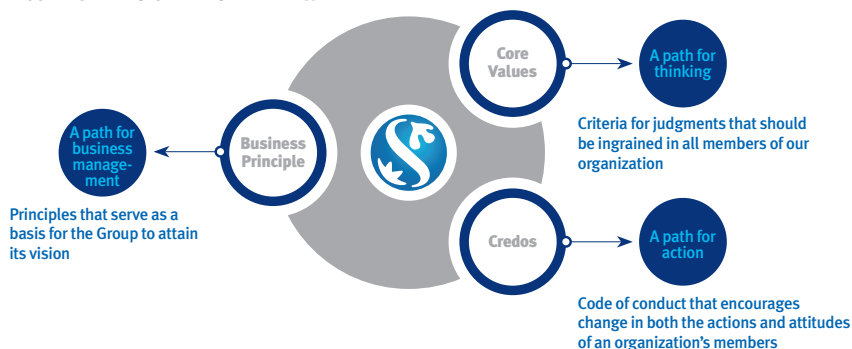 Core
Values
A path for
thinking
Criteria for judgments that should
be ingrained in all members of our
organization
Business
Principle
A path for
business
manage-
ment
Principles that serve as a
basis for the Group to attain
its vision
Credos
A path for
action
Code of conduct that encourages
change in both the actions and attitudes
of an organization's members